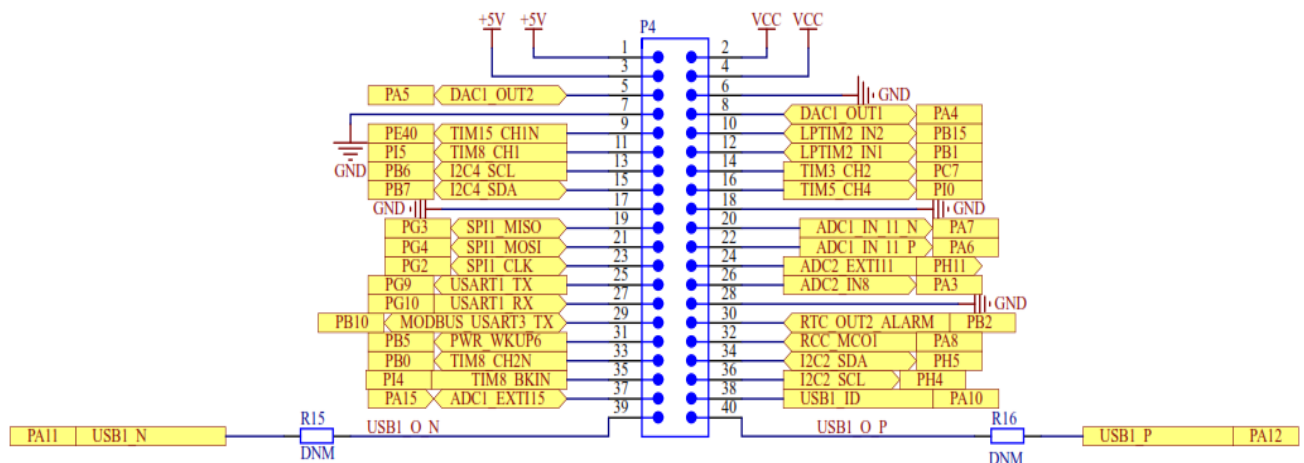 +5V +5V P4 VCC VCC
1 2
3 4
PA5 DAC1_OUT2 5 6 GND
7 8 DAC1_OUT1 PA4
PE40 TIM15_CH1N 9 10 LPTIM2_IN2 PB15
PI5 TIM8_CH1 11 12 LPTIM2_IN1 PB1
GND PB6 I2C4_SCL 13 14 TIM3_CH2 PC7
PB7 I2C4_SDA 15 16 TIM5_CH4 PI0
GND 17 18 GND
PG3 SPI1_MISO 19 20 ADC1_IN_11_N PA7
PG4 SPI1_MOSI 21 22 ADC1_IN_11_P PA6
PG2 SPI1_CLK 23 24 ADC2_EXTI11 PH11
PG9 USART1_TX 25 26 ADC2_IN8 PA3
PG10 USART1_RX 27 28 GND
PB10 MODBUS_USART3_TX 29 30 RTC_OUT2_ALARM PB2
PB5 PWR_WKUP6 31 32 RCC_MCO1 PA8
PB0 TIM8_CH2N 33 34 I2C2_SDA PH5
PI4 TIM8_BKIN 35 36 I2C2_SCL PH4
PA15 ADC1_EXTI15 37 38 USB1_ID PA10
R15 39 40 R16
PA11 USB1_N USB1_O_N USB1_O_P USB1_P PA12
DNM DNM